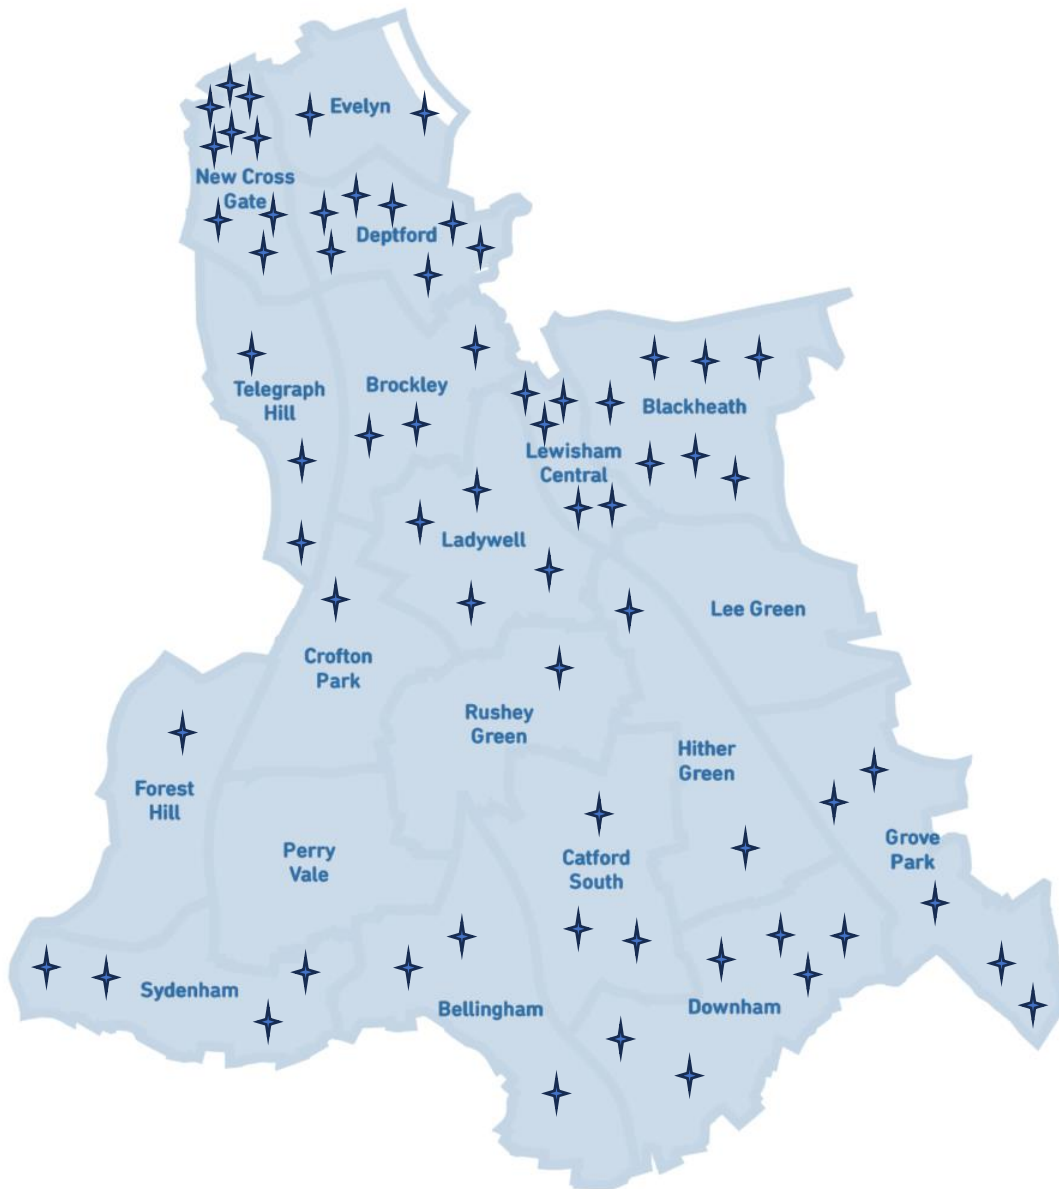 Evelyn
New Cross
Gate
Deptford
Telegraph
Hill
Brockley
Blackheath
Lewisham
Central
Ladywell
Lee Green
Crofton
Park
Rushey
Green
Hither
Green
Forest
Hill
Perry
Vale
Catford
South
Grove
Park
Sydenham
Bellingham
Downham